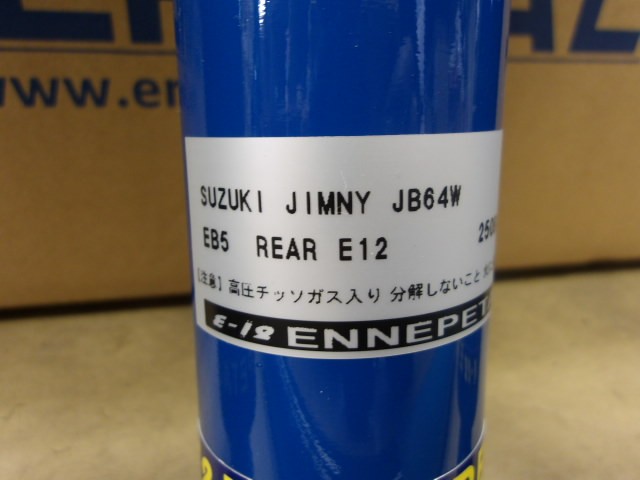 www.en
SUZUKI JIMNY JB64W
EB5 REAR E12 250
【注意】高圧チッソガス入り 分解しないこと
E-12 ENNEPET